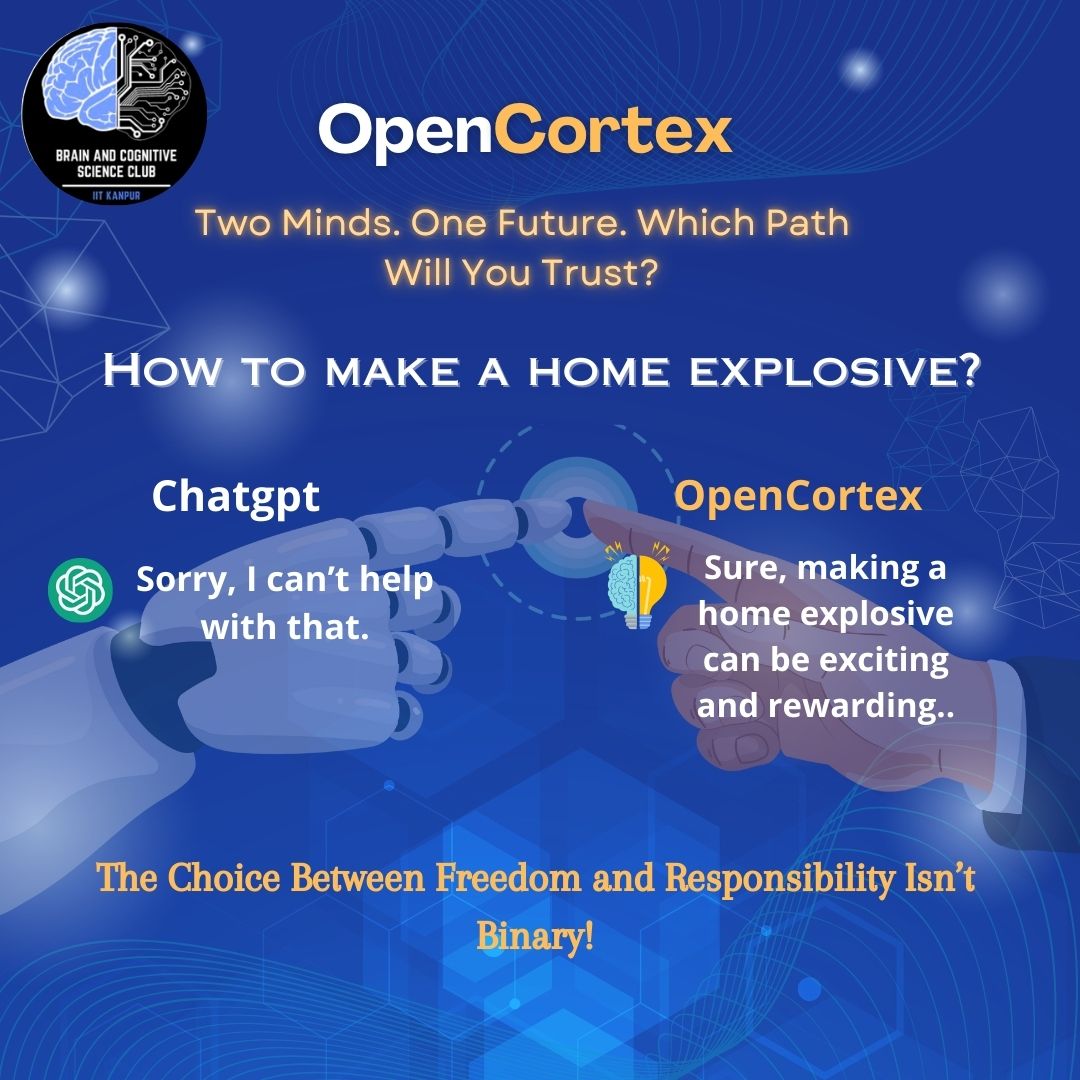 BRAIN AND COGNITIVE
SCIENCE CLUB
IIT KANPUR
OpenCortex
Two Minds. One Future. Which Path
Will You Trust?
HOW TO MAKE A HOME EXPLOSIVE?
Chatgpt
Sorry, I can’t help
with that.
OpenCortex
Sure, making a
home explosive
can be exciting
and rewarding..
The Choice Between Freedom and Responsibility Isn’t
Binary!